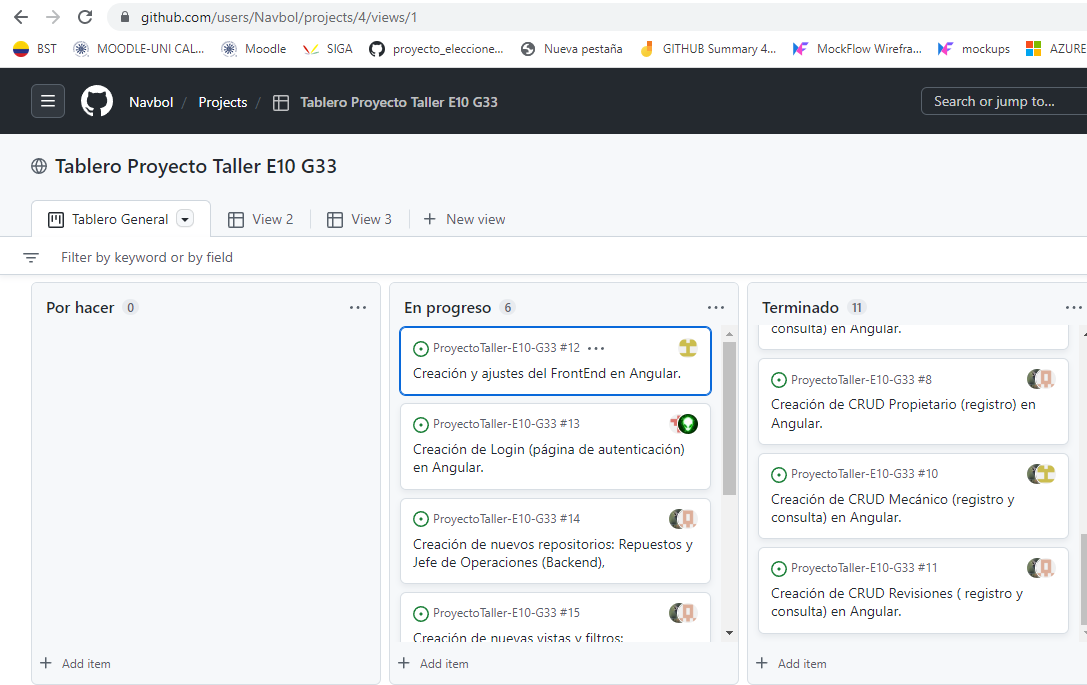 github.com/users/Navbol/projects/4/views/1
BST MOODLE-UNI CAL... Moodle SIGA proyecto_eleccione... Nueva pestaña GITHUB Summary 4... MockFlow Wirefra... mockups AZURE
Navbol / Projects / Tablero Proyecto Taller E10 G33
Search or jump to...
Tablero Proyecto Taller E10 G33
Tablero General View 2 View 3 + New view
Filter by keyword or by field
Por hacer 0
+ Add item
En progreso 6 ...
ProyectoTaller-E10-G33 #12 ...
Creación y ajustes del FrontEnd en Angular.
ProyectoTaller-E10-G33 #13
Creación de Login (página de autenticación)
en Angular.
ProyectoTaller-E10-G33 #14
Creación de nuevos repositorios: Repuestos y
Jefe de Operaciones (Backend),
ProyectoTaller-E10-G33 #15
Creación de nuevas vistas y filtros:
+ Add item
Terminado 11 ...
consulta) en Angular.
ProyectoTaller-E10-G33 #8
Creación de CRUD Propietario (registro) en
Angular.
ProyectoTaller-E10-G33 #10
Creación de CRUD Mecánico (registro y
consulta) en Angular.
ProyectoTaller-E10-G33 #11
Creación de CRUD Revisiones ( registro y
consulta) en Angular.
+ Add item